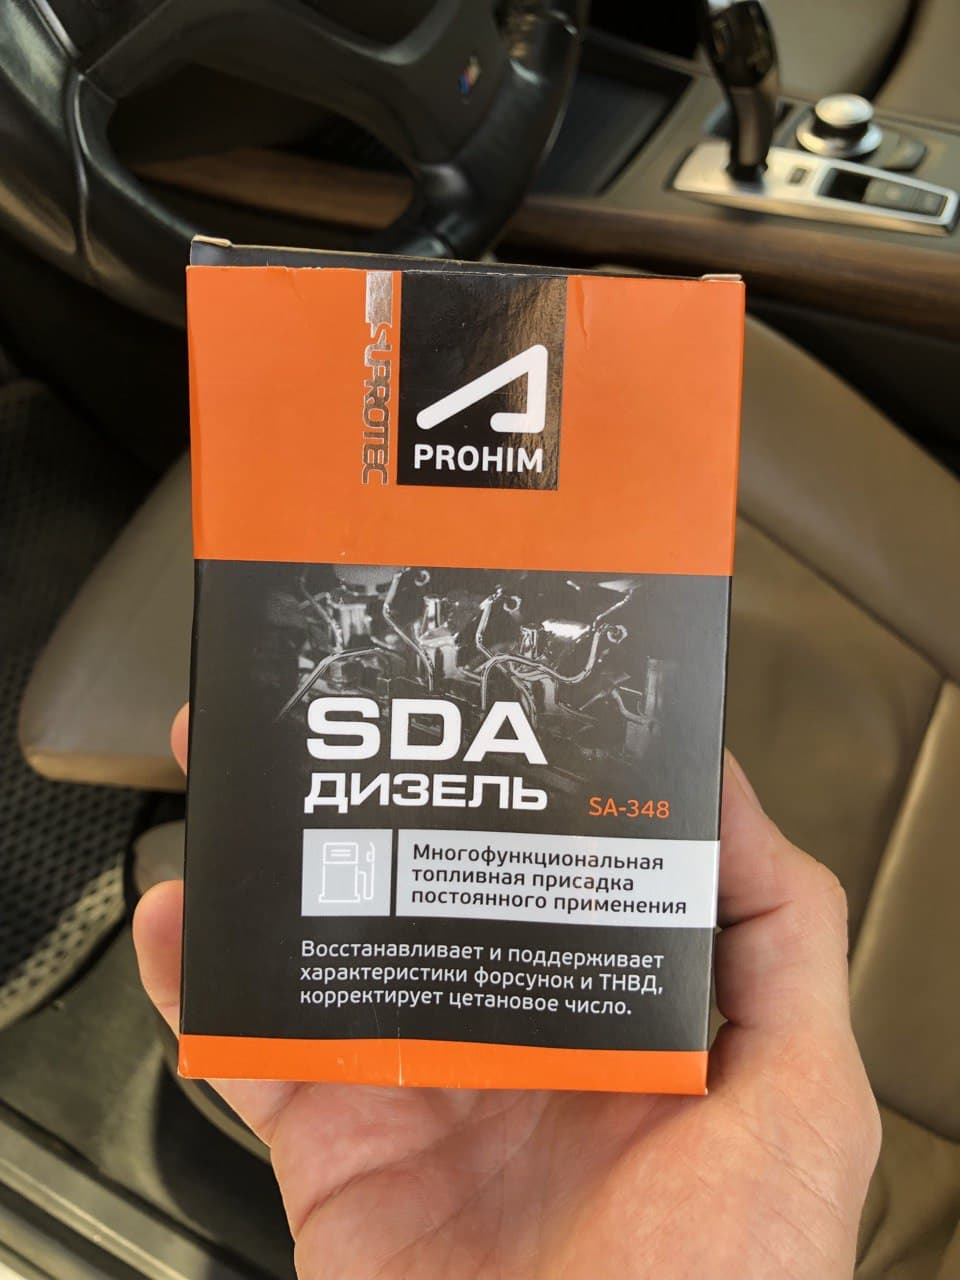 SUPROTEC
A
PROHIM
SDA
ДИЗЕЛЬ
SA-348
Многофункциональная
топливная присадка
постоянного применения
Восстанавливает и поддерживает
характеристики форсунок и ТНВД,
корректирует цетановое число.